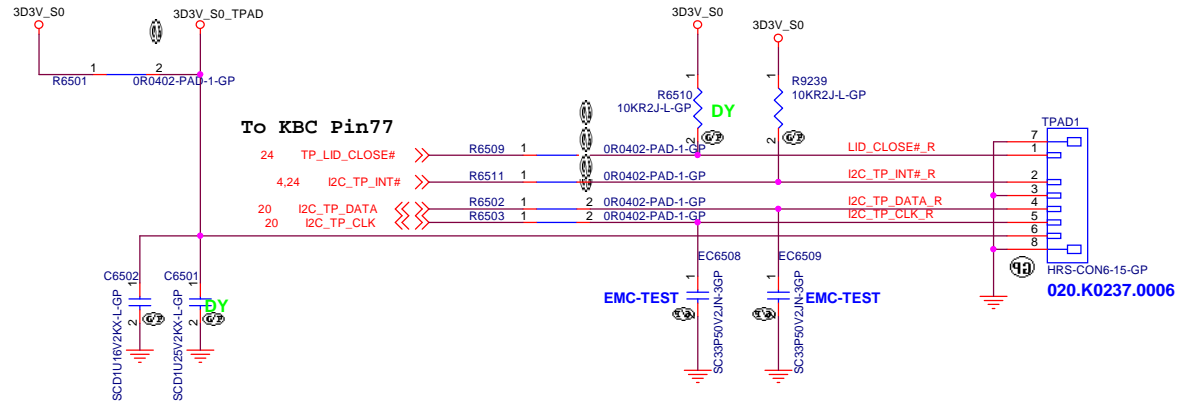 3D3V_S0
3D3V_S0_TPAD
3D3V_S0
3D3V_S0
1
2
R6501
0R0402-PAD-1-GP
1
R6510
10KR2J-L-GP
DY
2
1
R9239
10KR2J-L-GP
2
To KBC Pin77
TPAD1
24
TP_LID_CLOSE#
R6509
1
0R0402-PAD-1-GP
LID_CLOSE#_R
7
1
4,24
I2C_TP_INT#
R6511
1
0R0402-PAD-1-GP
I2C_TP_INT#_R
2
3
20
I2C_TP_DATA
R6502
1
2
0R0402-PAD-1-GP
I2C_TP_DATA_R
4
20
I2C_TP_CLK
R6503
1
2
0R0402-PAD-1-GP
I2C_TP_CLK_R
5
6
8
C6502
1
2
SCD1U16V2KX-L-GP
C6501
1
2
DY
SCD1U25V2KX-L-GP
EC6508
1
EMC-TEST
SC33P50V2JN-3GP
EC6509
1
EMC-TEST
SC33P50V2JN-3GP
HRS-CON6-15-GP
020.K0237.0006